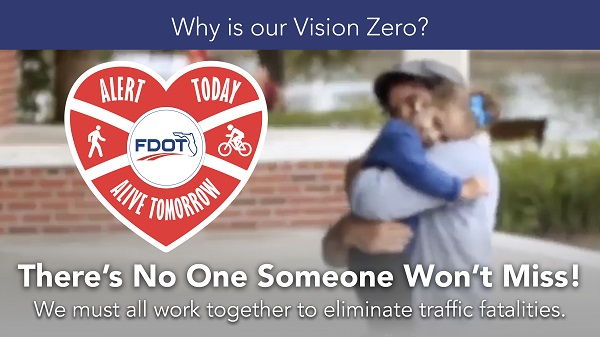 Why is our Vision Zero?
ALERT TODAY
FDOT
ALIVE TOMORROW
There's No One Someone Won't Miss!
We must all work together to eliminate traffic fatalities.